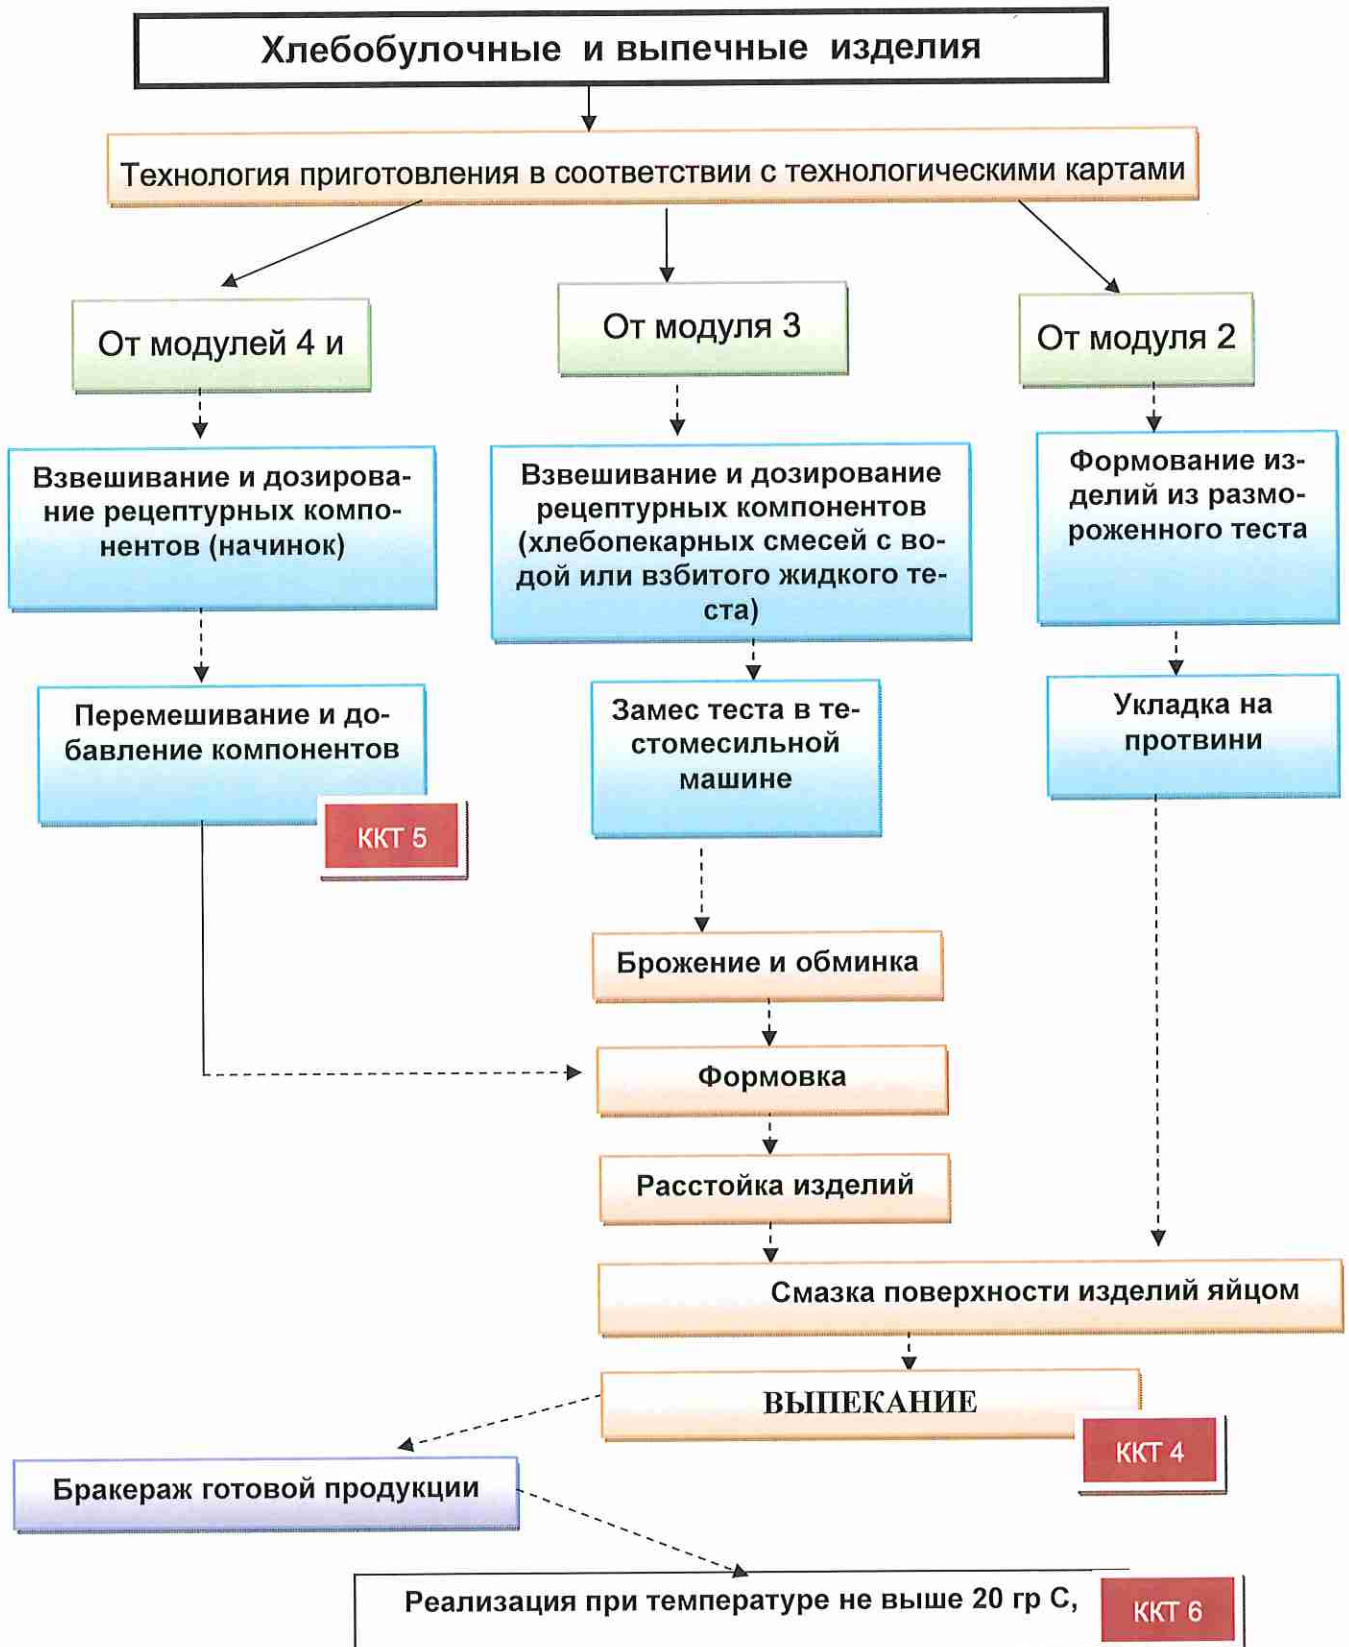 Хлебобулочные и выпечные изделия
Технология приготовления в соответствии с технологическими картами
От модулей 4 и
От модуля 3
От модуля 2
Взвешивание и дозирова-
ние рецептурных компо-
нентов (начинок)
Взвешивание и дозирование
рецептурных компонентов
(хлебопекарных смесей с во-
дой или взбитого жидкого те-
ста)
Формование из-
делий из размо-
роженного теста
Перемешивание и до-
бавление компонентов
ККТ 5
Замес теста в те-
стомесильной
машине
Укладка на
протвини
Брожение и обминка
Формовка
Расстойка изделий
Смазка поверхности изделий яйцом
ВЫПЕКАНИЕ
ККТ 4
Бракераж готовой продукции
Реализация при температуре не выше 20 гр С,
ККТ 6